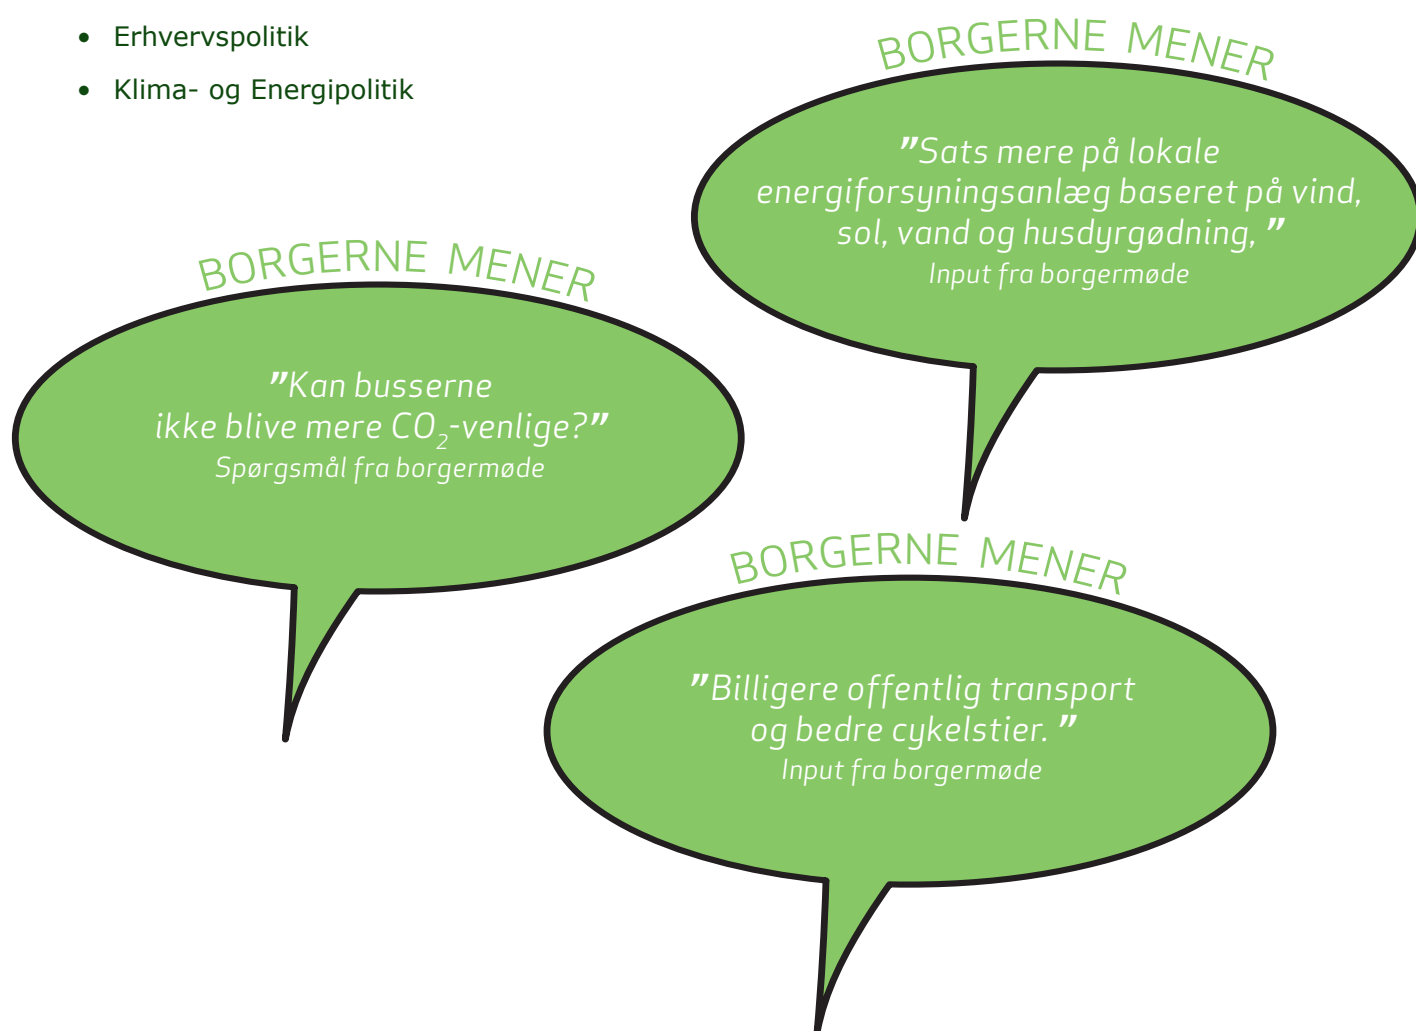 • Erhvervspolitik
• Klima- og Energipolitik
BORGERNE MENER
”Sats mere på lokale
energiforsyningsanlæg baseret på vind,
sol, vand og husdyrgødning, ”
Input fra borgermøde
BORGERNE MENER
”Kan busserne
ikke blive mere CO₂-venlige?”
Spørgsmål fra borgermøde
BORGERNE MENER
”Billigere offentlig transport
og bedre cykelstier. ”
Input fra borgermøde